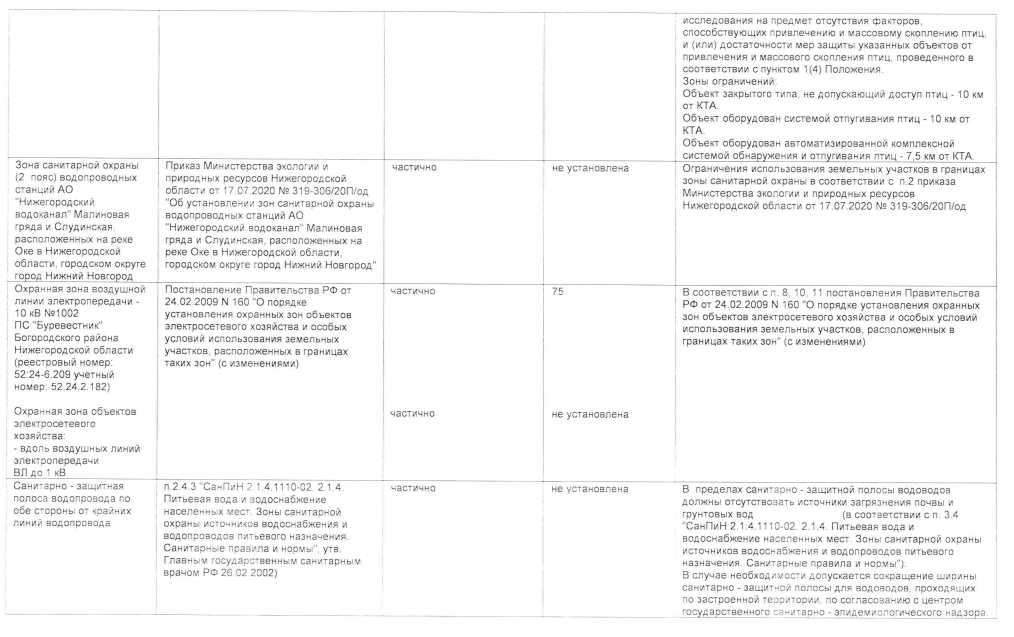 исследования на предмет отсутствия факторов,
способствующих привлечению и массовому скоплению птиц,
и (или) достаточности мер защиты указанных объектов от
привлечения и массового скопления птиц, проведенного в
соответствии с пунктом 1(4) Положения.
Зоны ограничений:
Объект закрытого типа, не допускающий доступ птиц - 10 км
от КТА.
Объект оборудован системой отпугивания птиц - 10 км от
КТА.
Объект оборудован автоматизированной комплексной
системой обнаружения и отпугивания птиц - 7,5 км от КТА.
Зона санитарной охраны
(2 пояс) водопроводных
станций АО
"Нижегородский
водоканал" Малиновая
гряда и Слудинская,
расположенных на реке
Оке в Нижегородской
области, городском округе
город Нижний Новгород
Приказ Министерства экологии и
природных ресурсов Нижегородской
области от 17.07.2020 № 319-306/20П/од
"Об установлении зон санитарной охраны
водопроводных станций АО
"Нижегородский водоканал" Малиновая
гряда и Слудинская, расположенных на
реке Оке в Нижегородской области,
городском округе город Нижний Новгород"
частично
не установлена
Ограничения использования земельных участков в границах
зоны санитарной охраны в соответствии с п.2 приказа
Министерства экологии и природных ресурсов
Нижегородской области от 17.07.2020 № 319-306/20П/од
Охранная зона воздушной
линии электропередачи -
10 кВ №1002
ПС "Буревестник"
Богородского района
Нижегородской области
(реестровый номер:
52:24-6.209 учетный
номер: 52.24.2.182)
Постановление Правительства РФ от
24.02.2009 N 160 "О порядке
установления охранных зон объектов
электросетевого хозяйства и особых
условий использования земельных
участков, расположенных в границах
таких зон" (с изменениями)
частично
75
В соответствии с п. 8, 10, 11 постановления Правительства
РФ от 24.02.2009 N 160 "О порядке установления охранных
зон объектов электросетевого хозяйства и особых условий
использования земельных участков, расположенных в
границах таких зон" (с изменениями)
Охранная зона объектов
электросетевого
хозяйства:
- вдоль воздушных линий
электропередачи
ВЛ до 1 кВ
частично
не установлена
Санитарно - защитная
полоса водопровода по
обе стороны от крайних
линий водопровода
п.2.4.3 "СанПиН 2.1.4.1110-02. 2.1.4.
Питьевая вода и водоснабжение
населенных мест. Зоны санитарной
охраны источников водоснабжения и
водопроводов питьевого назначения.
Санитарные правила и нормы", утв.
Главным государственным санитарным
врачом РФ 26.02.2002)
частично
не установлена
В пределах санитарно - защитной полосы водоводов
должны отсутствовать источники загрязнения почвы и
грунтовых вод (в соответствии с п. 3.4
"СанПиН 2.1.4.1110-02. 2.1.4. Питьевая вода и
водоснабжение населенных мест. Зоны санитарной охраны
источников водоснабжения и водопроводов питьевого
назначения. Санитарные правила и нормы").
В случае необходимости допускается сокращение ширины
санитарно - защитной полосы для водоводов, проходящих
по застроенной территории, по согласованию с центром
государственного санитарно - эпидемиологического надзора.